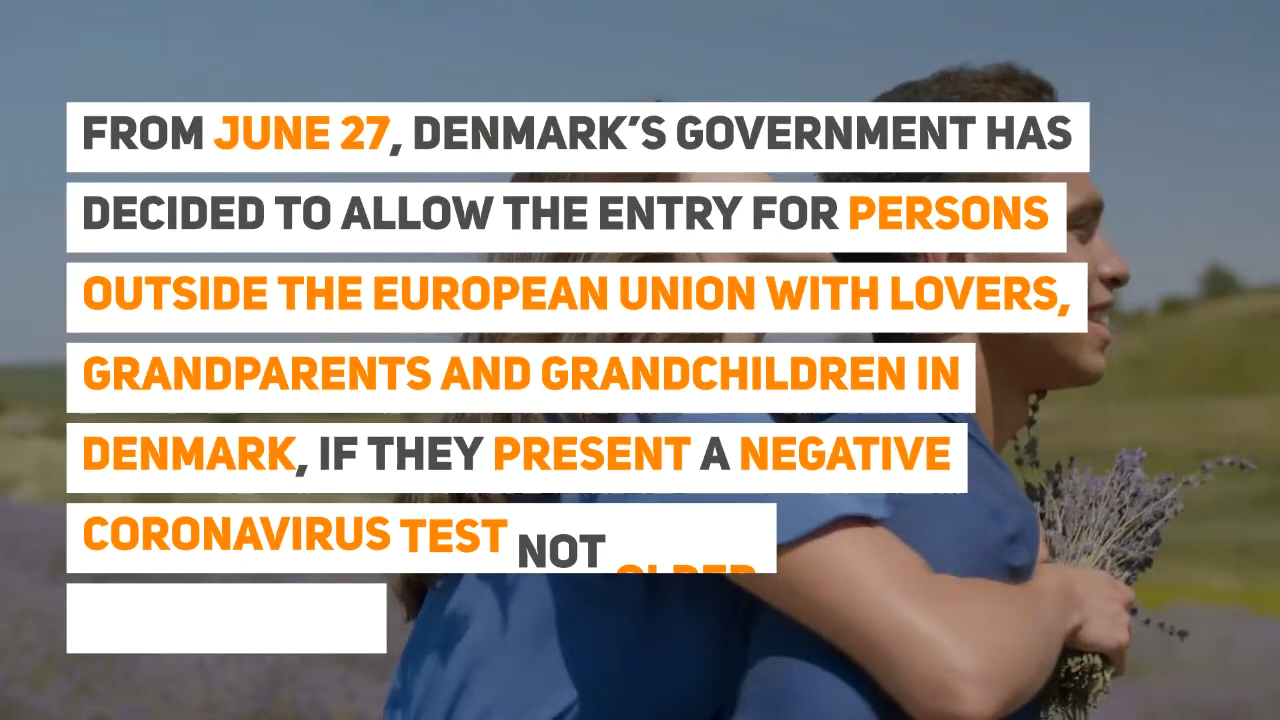 FROM JUNE 27, DENMARK'S GOVERNMENT HAS
DECIDED TO ALLOW THE ENTRY FOR PERSONS
OUTSIDE THE EUROPEAN UNION WITH LOVERS,
GRANDPARENTS AND GRANDCHILDREN IN
DENMARK, IF THEY PRESENT A NEGATIVE
CORONAVIRUS TEST NOT